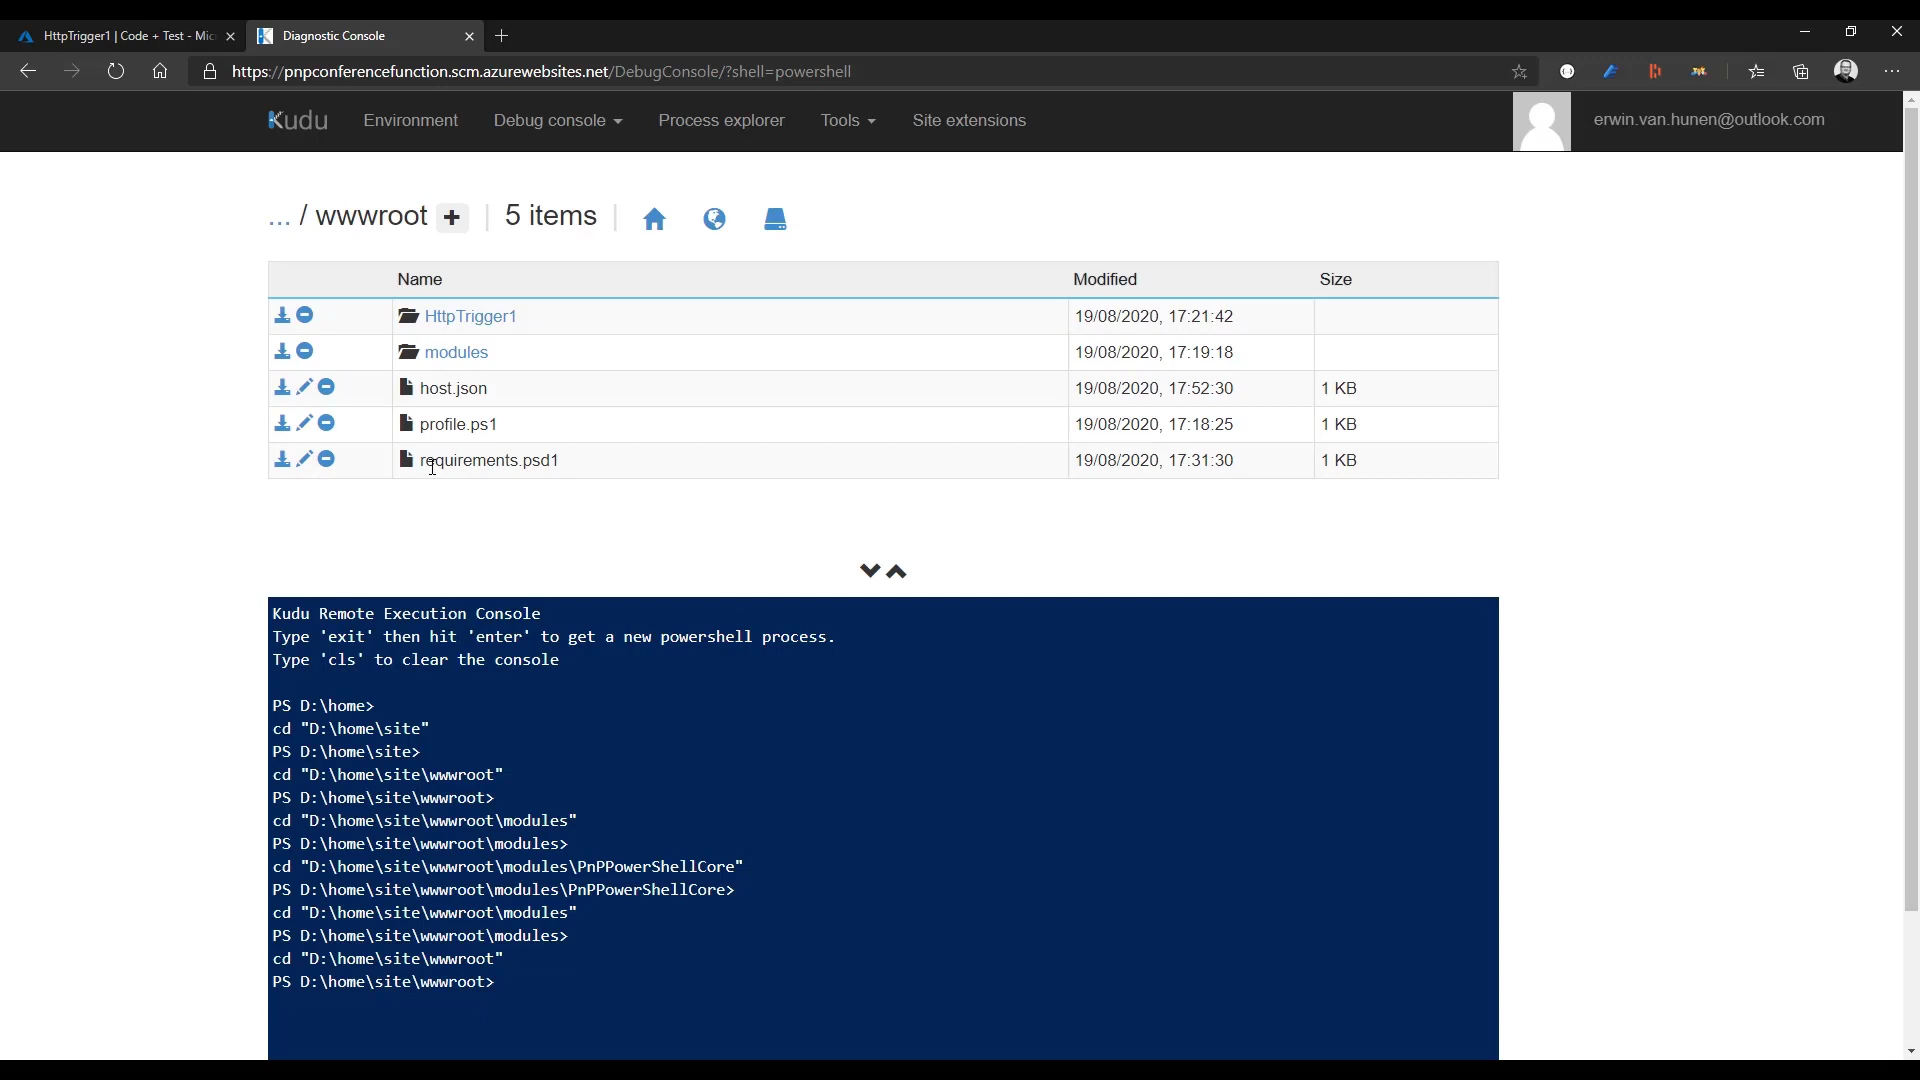 HttpTrigger1 | Code + Test - Mic
Diagnostic Console
https://pnpconferencefunction.scm.azurewebsites.net/DebugConsole/?shell=powershell
Kudu
Environment
Debug console
Process explorer
Tools
Site extensions
erwin.van.hunen@outlook.com
... / wwwroot + | 5 items |
Name Modified Size
HttpTrigger1 19/08/2020, 17:21:42
modules 19/08/2020, 17:19:18
host.json 19/08/2020, 17:52:30 1 KB
profile.ps1 19/08/2020, 17:18:25 1 KB
requirements.psd1 19/08/2020, 17:31:30 1 KB
Kudu Remote Execution Console
Type 'exit' then hit 'enter' to get a new powershell process.
Type 'cls' to clear the console
PS D:\home>
cd "D:\home\site"
PS D:\home\site>
cd "D:\home\site\wwwroot"
PS D:\home\site\wwwroot>
cd "D:\home\site\wwwroot\modules"
PS D:\home\site\wwwroot\modules>
cd "D:\home\site\wwwroot\modules\PnPPowerShellCore"
PS D:\home\site\wwwroot\modules\PnPPowerShellCore>
cd "D:\home\site\wwwroot\modules"
PS D:\home\site\wwwroot\modules>
cd "D:\home\site\wwwroot"
PS D:\home\site\wwwroot>